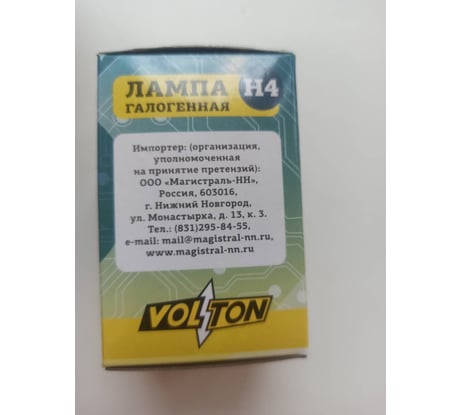 ЛАМПА H4
ГАЛОГЕННАЯ
Импортер: (организация,
уполномоченная
на принятие претензий):
ООО «Магистраль-НН»,
Россия, 603016,
г. Нижний Новгород,
ул. Монастырка, д. 13, к. 3.
Тел.: (831)295-84-55,
e-mail: mail@magistral-nn.ru,
www.magistral-nn.ru
VOLTON